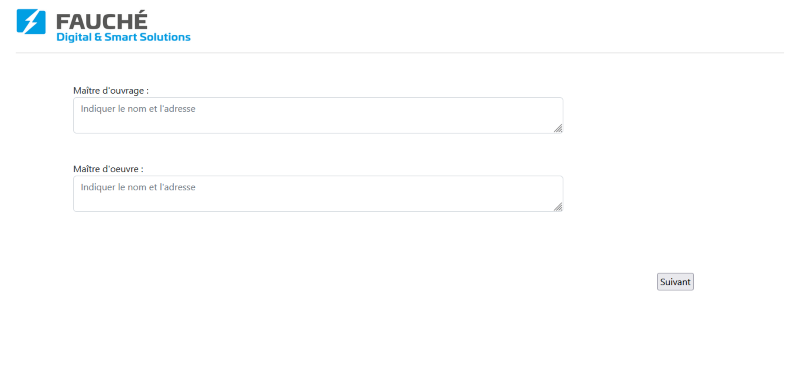 FAUCHÉ
Digital & Smart Solutions
Maître d'ouvrage :
Indiquer le nom et l'adresse
Maître d'oeuvre :
Indiquer le nom et l'adresse
Suivant